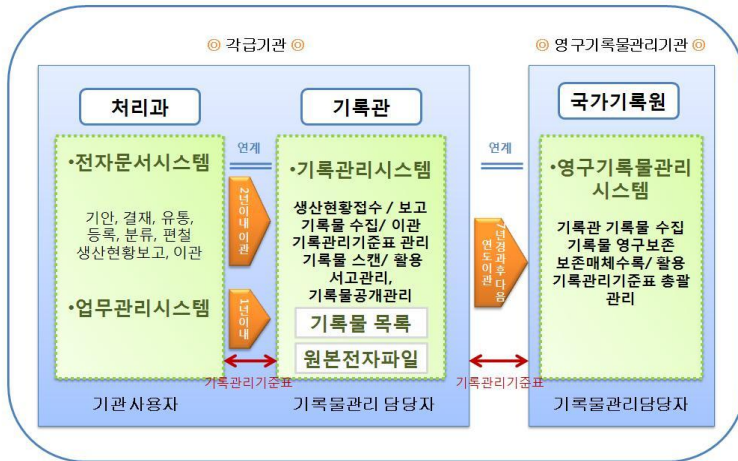 ◎ 각급기관 ◎
◎ 영구기록물관리기관 ◎
처리과
기록관
국가기록원
•전자문서시스템
기안, 결재, 유통,
등록, 분류, 편철
생산현황보고, 이관
•업무관리시스템
연계
2년이내 이관
1년이내
기록관리기준표
•기록관리시스템
생산현황접수 / 보고
기록물 수집/ 이관
기록관리기준표 관리
기록물 스캔/ 활용
서고관리,
기록물공개관리
기록물 목록
원본전자파일
연계
7년경과후 다음
연도이관
기록관리기준표
•영구기록물관리
시스템
기록관 기록물 수집
기록물 영구보존
보존매체수록/ 활용
기록관리기준표 총괄
관리
기관 사용자
기록물관리 담당자
기록물관리담당자